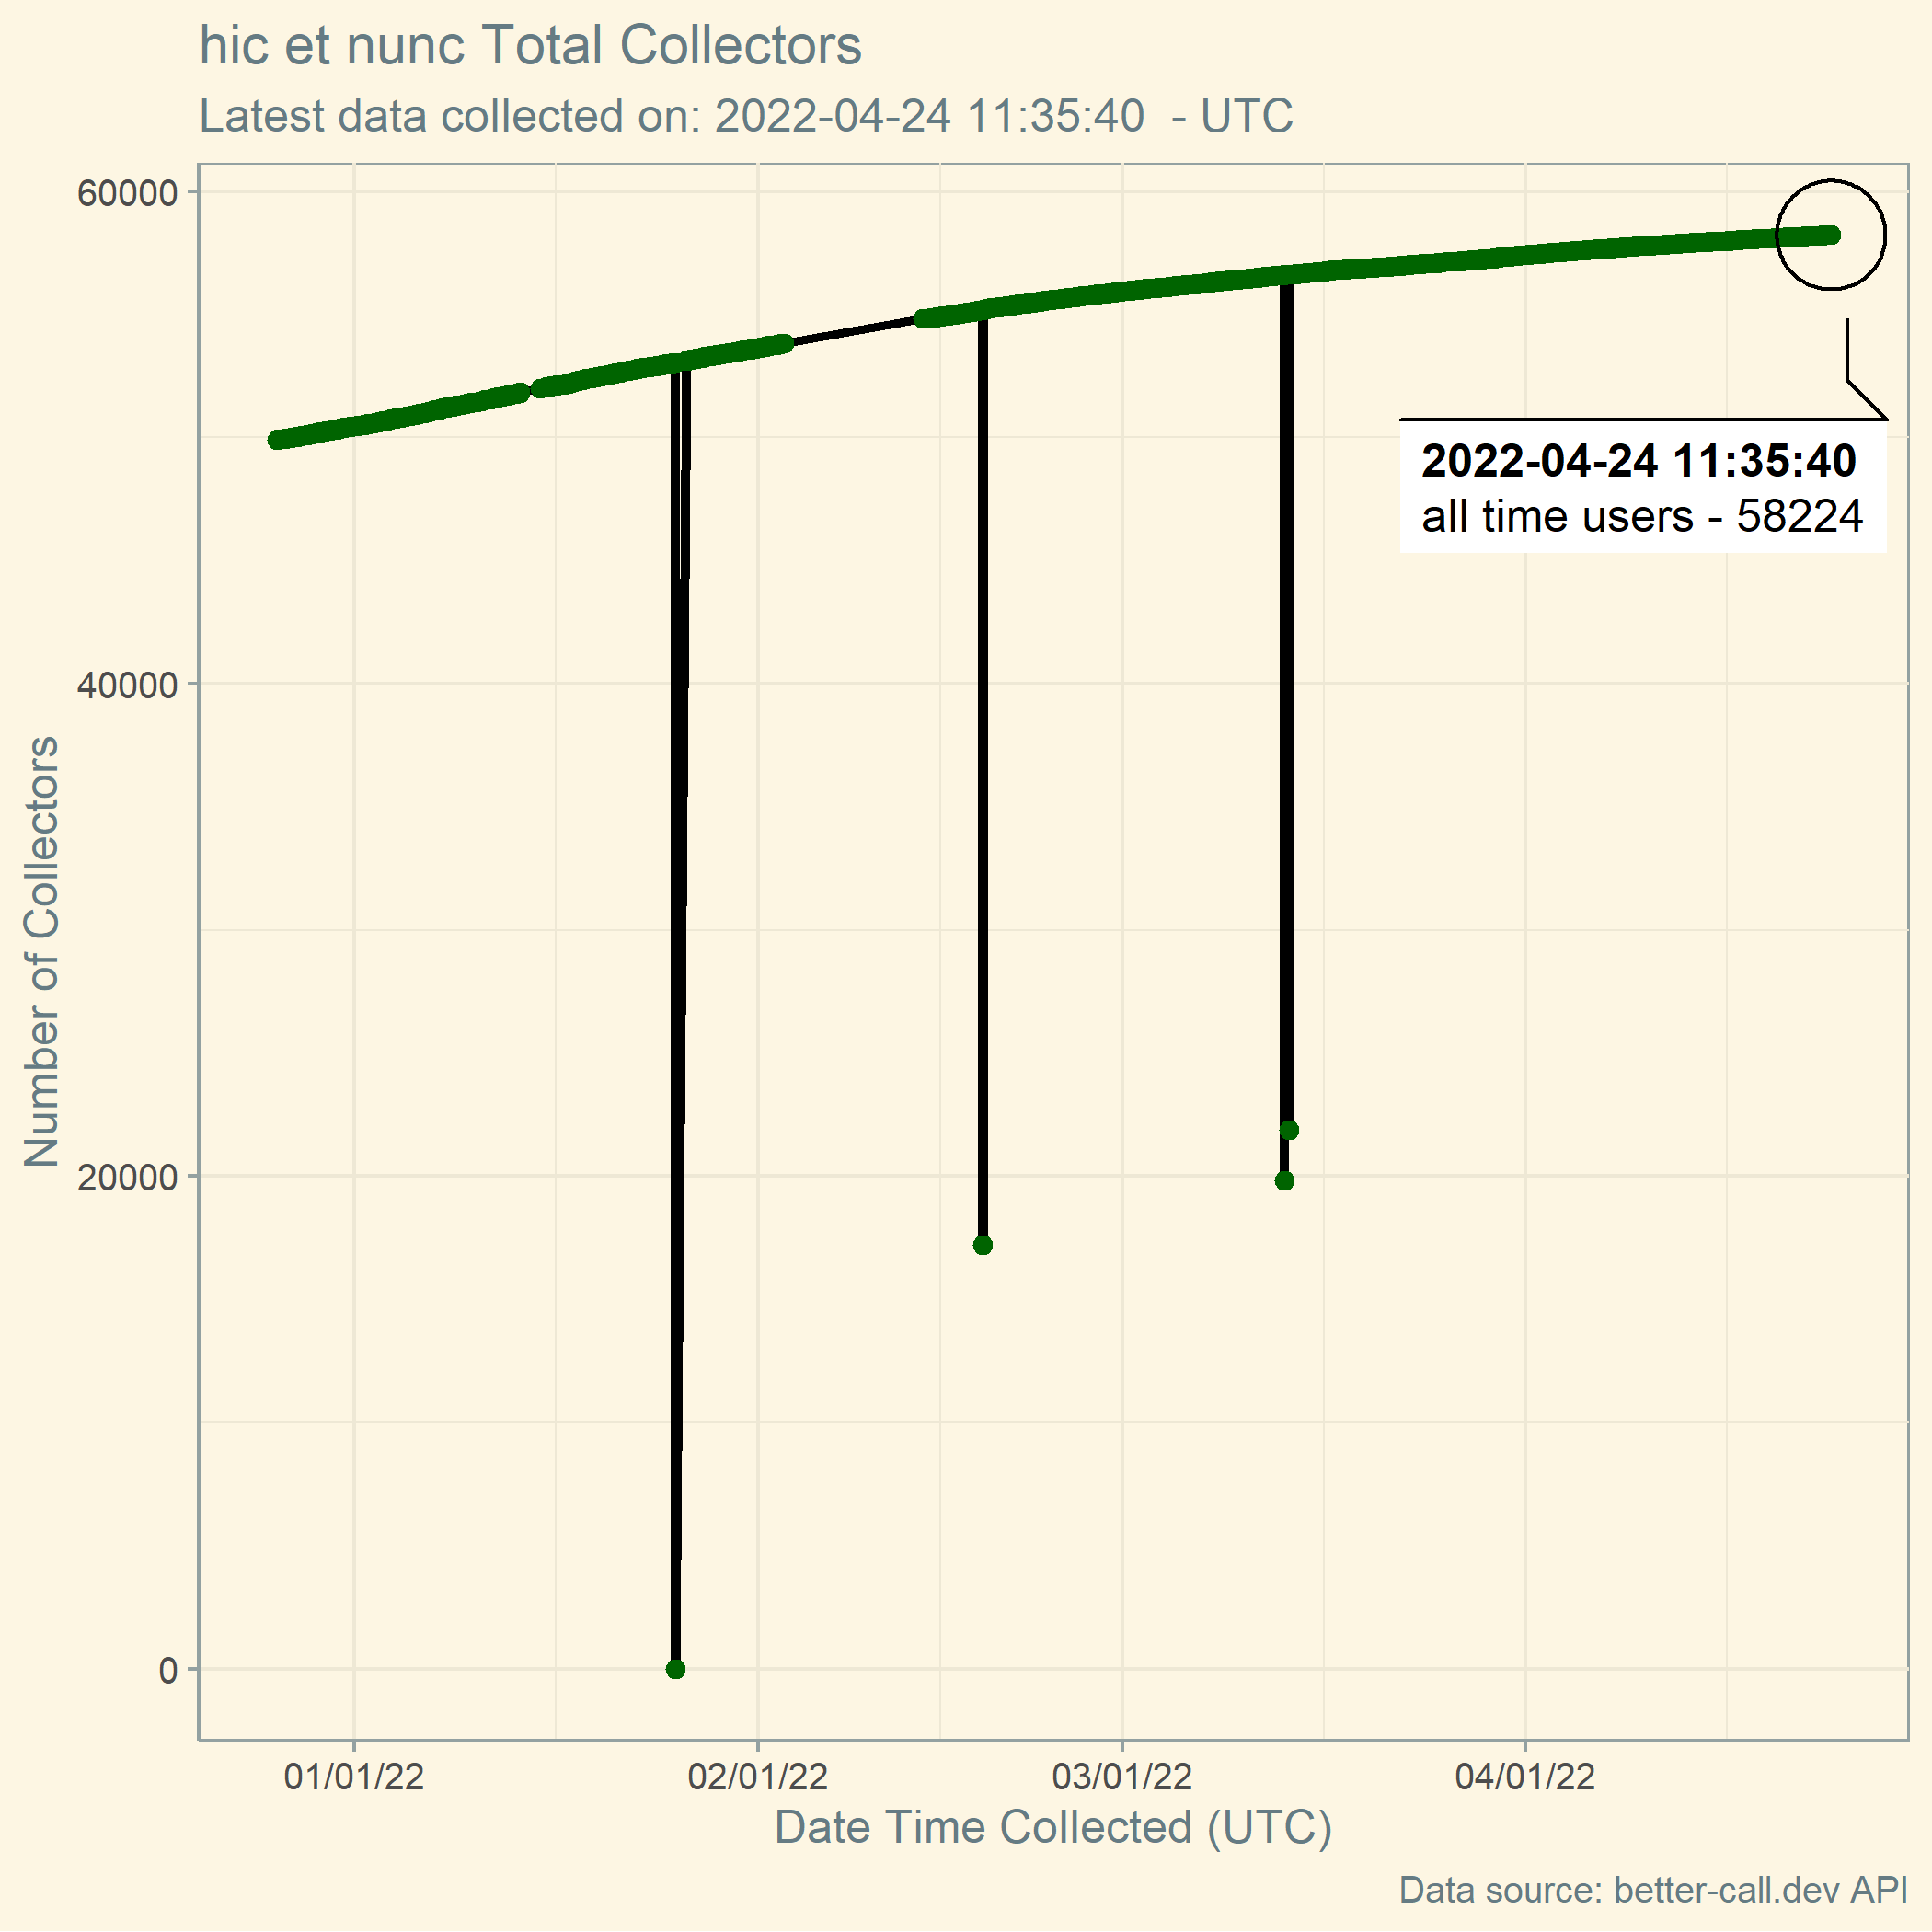 hic et nunc Total Collectors
Latest data collected on: 2022-04-24 11:35:40  - UTC
60000
2022-04-24 11:35:40
all time users - 58224
40000
Number of Collectors
20000
0
01/01/22
02/01/22
03/01/22
04/01/22
Date Time Collected (UTC)
Data source: better-call.dev API